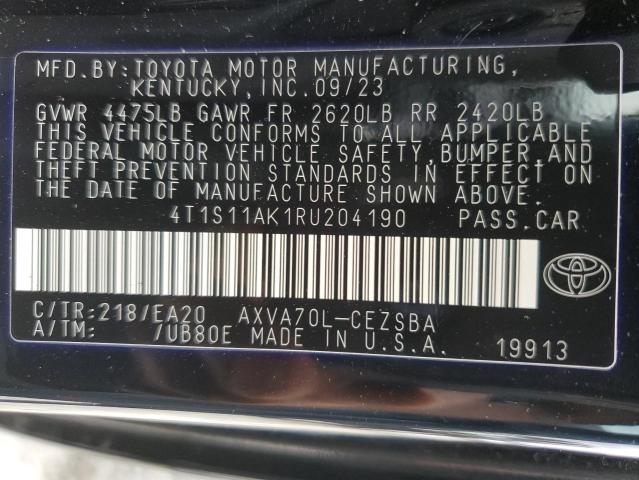 MFD.BY:TOYOTA MOTOR MANUFACTURING,
KENTUCKY,INC.09/23
GVWR 4475LB GAWR FR 2620LB RR 2420LB
THIS VEHICLE CONFORMS TO ALL APPLICABLE
FEDERAL MOTOR VEHICLE SAFETY,BUMPER,AND
THEFT PREVENTION STANDARDS IN EFFECT ON
THE DATE OF MANUFACTURE SHOWN ABOVE.
4T1S11AK1RU204190 PASS.CAR
C/TR:218/EA20 AXVA70L-CEZSBA
A/TM: /UB80E MADE IN U.S.A. 19913